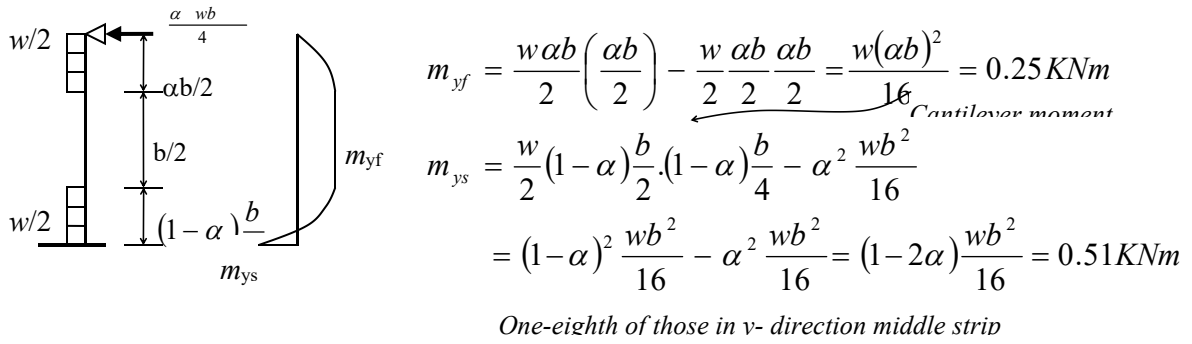 α wb
4
w/2
αb/2
b/2
w/2
(1 − α) b
m_yf
m_ys
m_yf = wαb/2 (αb/2) − w/2 αb/2 αb/2 = w(αb)²/16 = 0.25 KNm
Cantilever moment
m_ys = w/2 (1 − α) b/2 .(1 − α) b/4 − α² wb²/16
= (1 − α)² wb²/16 − α² wb²/16 = (1 − 2α) wb²/16 = 0.51KNm
One-eighth of those in y- direction middle strip